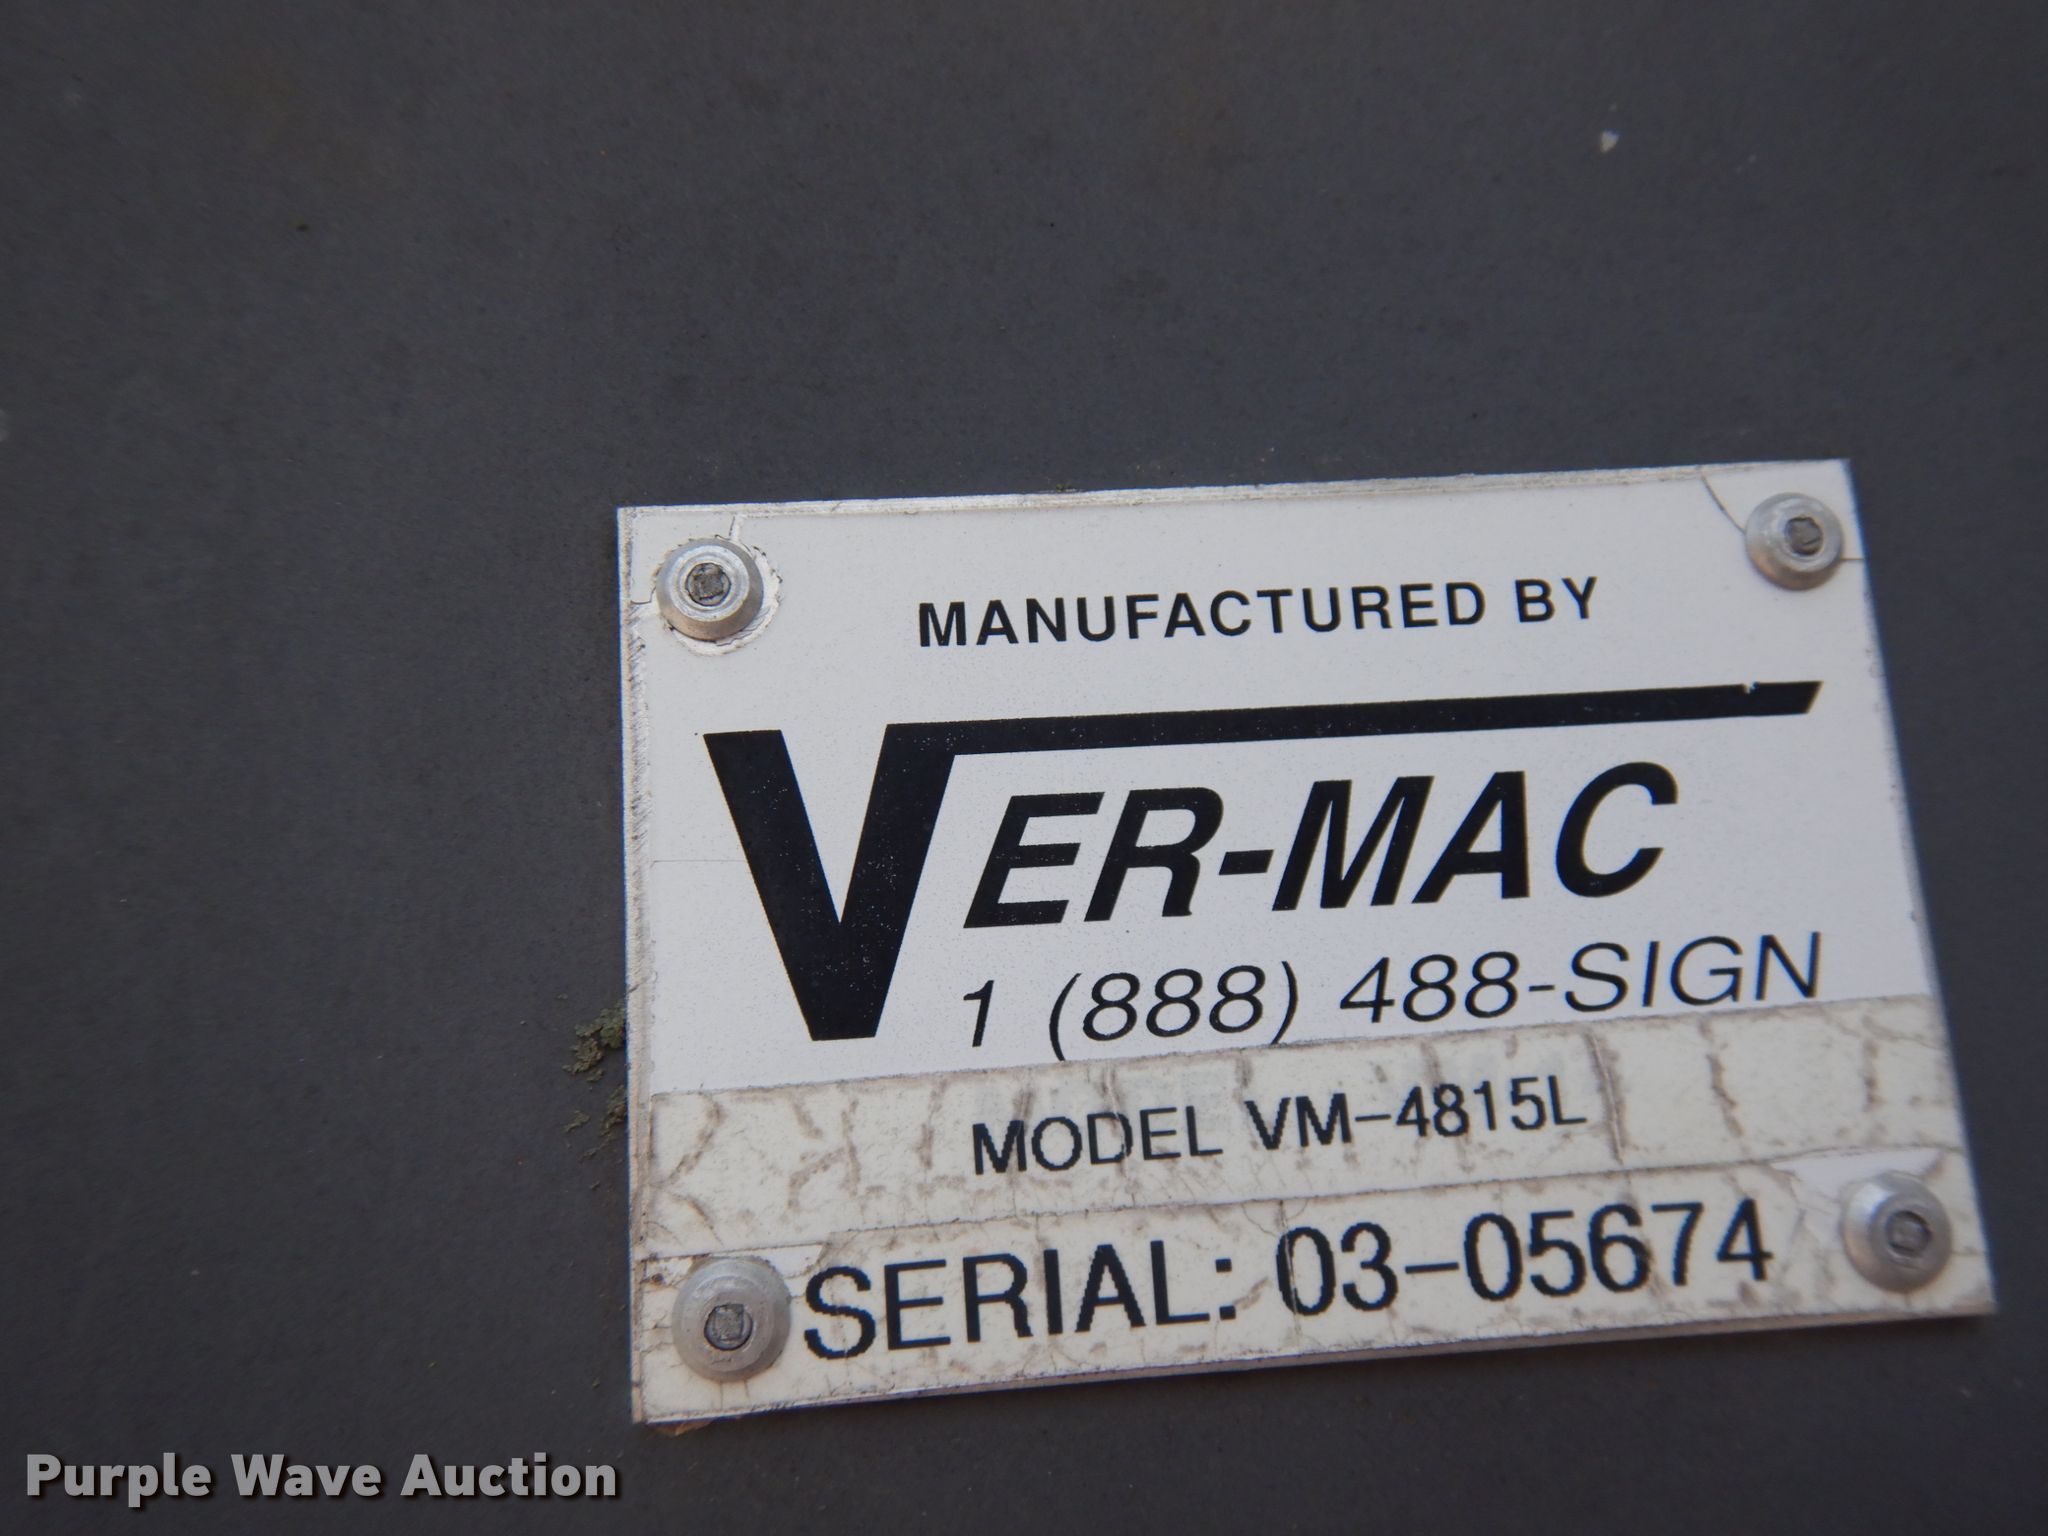 MANUFACTURED BY
VER-MAC
1 (888) 488-SIGN
MODEL VM-4815L
SERIAL: 03-05674
Purple Wave Auction